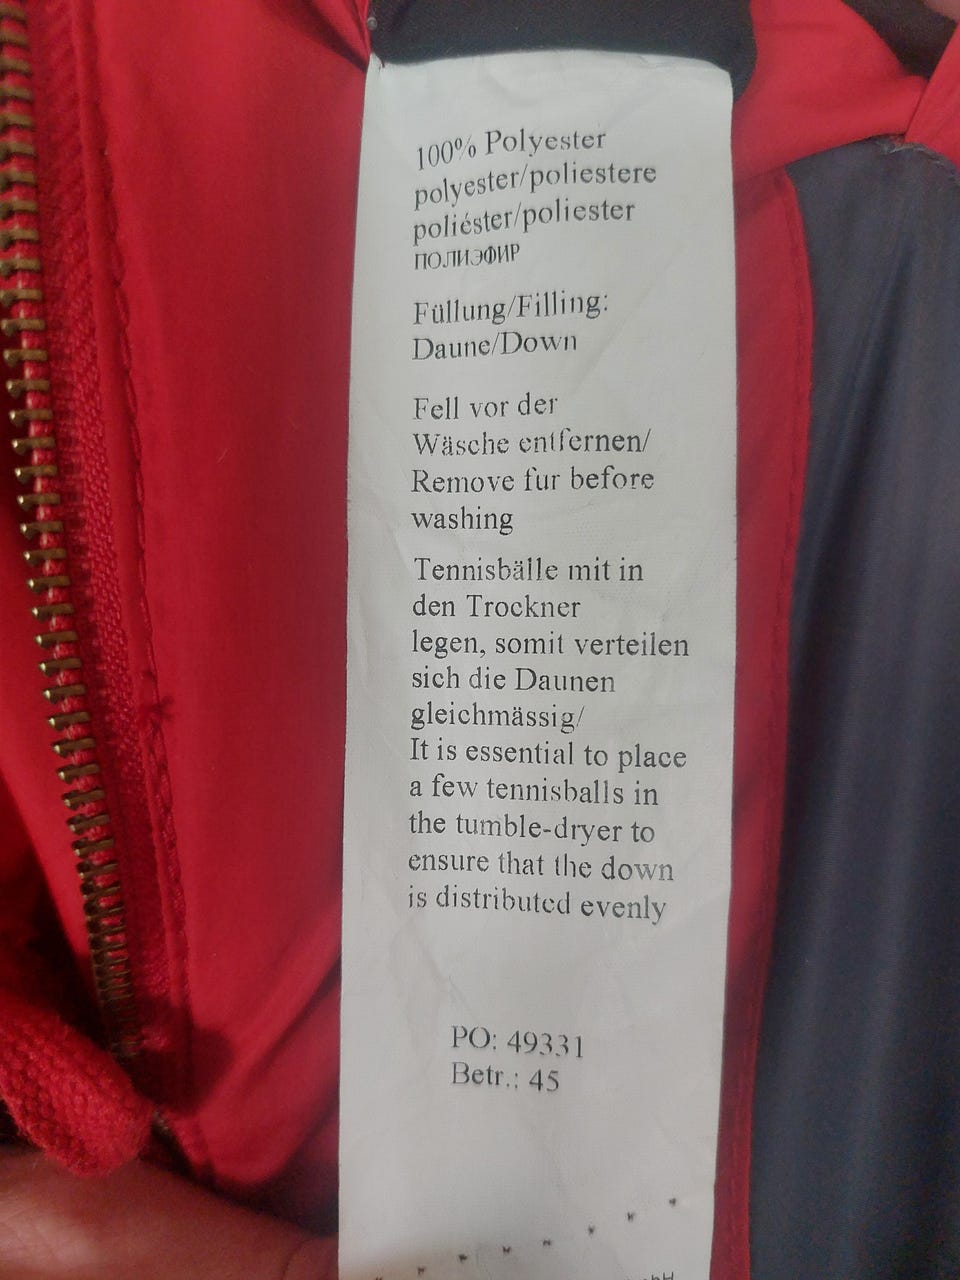 100% Polyester
polyester/poliestere
poliéster/poliester
ПОЛИЭФИР
Füllung/Filling:
Daune/Down
Fell vor der
Wäsche entfernen/
Remove fur before
washing
Tennisbälle mit in
den Trockner
legen, somit verteilen
sich die Daunen
gleichmässig/
It is essential to place
a few tennisballs in
the tumble-dryer to
ensure that the down
is distributed evenly
PO: 49331
Betr.: 45